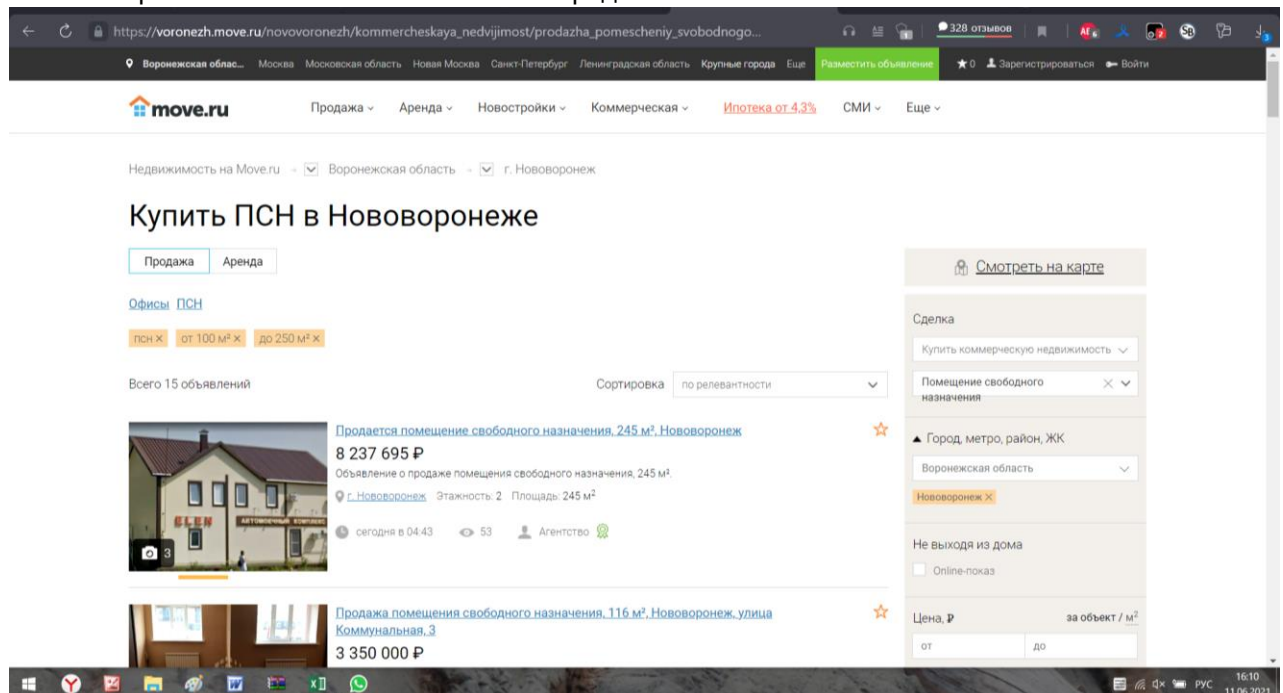 https://voronezh.move.ru/novovoronezh/kommercheskaya_nedvijimost/prodazha_pomescheniy_svobodnogo...
328 отзывов
Воронежская облас... Москва Московская область Новая Москва Санкт-Петербург Ленинградская область Крупные города Еще Разместить объявление 0 Зарегистрироваться Войти
move.ru Продажа Аренда Новостройки Коммерческая Ипотека от 4,3% СМИ Еще
Недвижимость на Move.ru Воронежская область г. Нововоронеж
Купить ПСН в Нововоронеже
Продажа Аренда
Смотреть на карте
Офисы ПСН
псн × от 100 м² × до 250 м² ×
Всего 15 объявлений
Сортировка по релевантности
Продается помещение свободного назначения, 245 м², Нововоронеж
8 237 695 ₽
Объявление о продаже помещения свободного назначения, 245 м².
г. Нововоронеж Этажность: 2 Площадь: 245 м²
сегодня в 04:43 53 Агентство
ELEN
3
Продажа помещения свободного назначения, 116 м², Нововоронеж, улица
Коммунальная, 3
3 350 000 ₽
Сделка
Купить коммерческую недвижимость
Помещение свободного
назначения
Город, метро, район, ЖК
Воронежская область
Нововоронеж ×
Не выходя из дома
Online-показ
Цена, ₽ за объект / м²
от до
РУС 16:10
11.06.2021